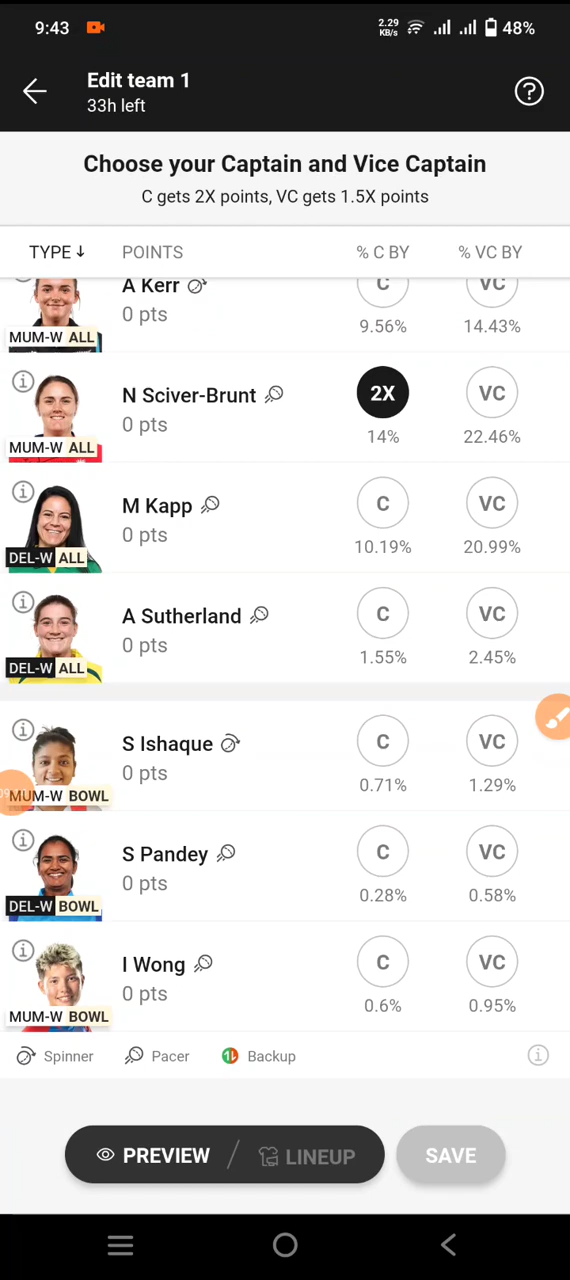 9:43 2.29 KB/s 48%
Edit team 1
33h left
?
Choose your Captain and Vice Captain
C gets 2X points, VC gets 1.5X points
TYPE↓ POINTS % C BY % VC BY
A Kerr C VC
0 pts
9.56% 14.43%
MUM-W ALL
N Sciver-Brunt 2X VC
0 pts
14% 22.46%
MUM-W ALL
M Kapp C VC
0 pts
10.19% 20.99%
DEL-W ALL
A Sutherland C VC
0 pts
1.55% 2.45%
DEL-W ALL
S Ishaque C VC
0 pts
0.71% 1.29%
MUM-W BOWL
S Pandey C VC
0 pts
0.28% 0.58%
DEL-W BOWL
I Wong C VC
0 pts
0.6% 0.95%
MUM-W BOWL
Spinner Pacer Backup
PREVIEW / LINEUP SAVE